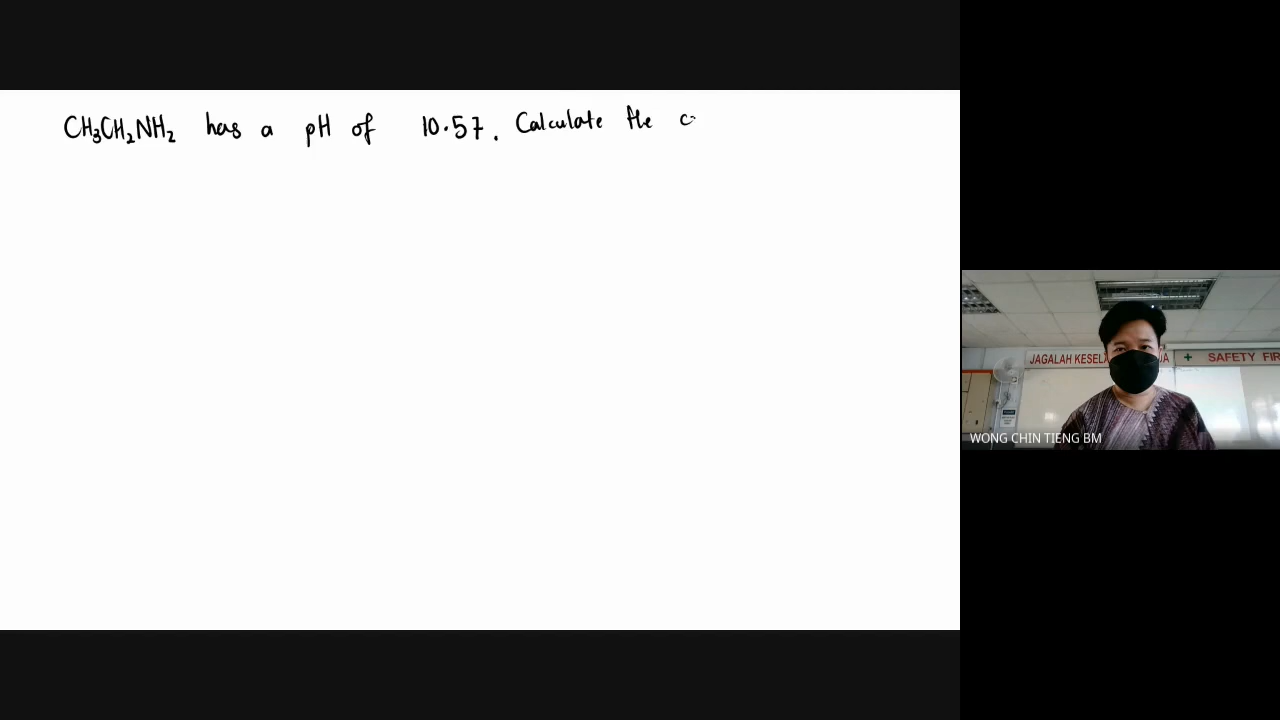 CH₃CH₂NH₂ has a pH of 10.57. Calculate the c
JAGALAH KESELA
SAFETY FIR
WONG CHIN TIENG BM